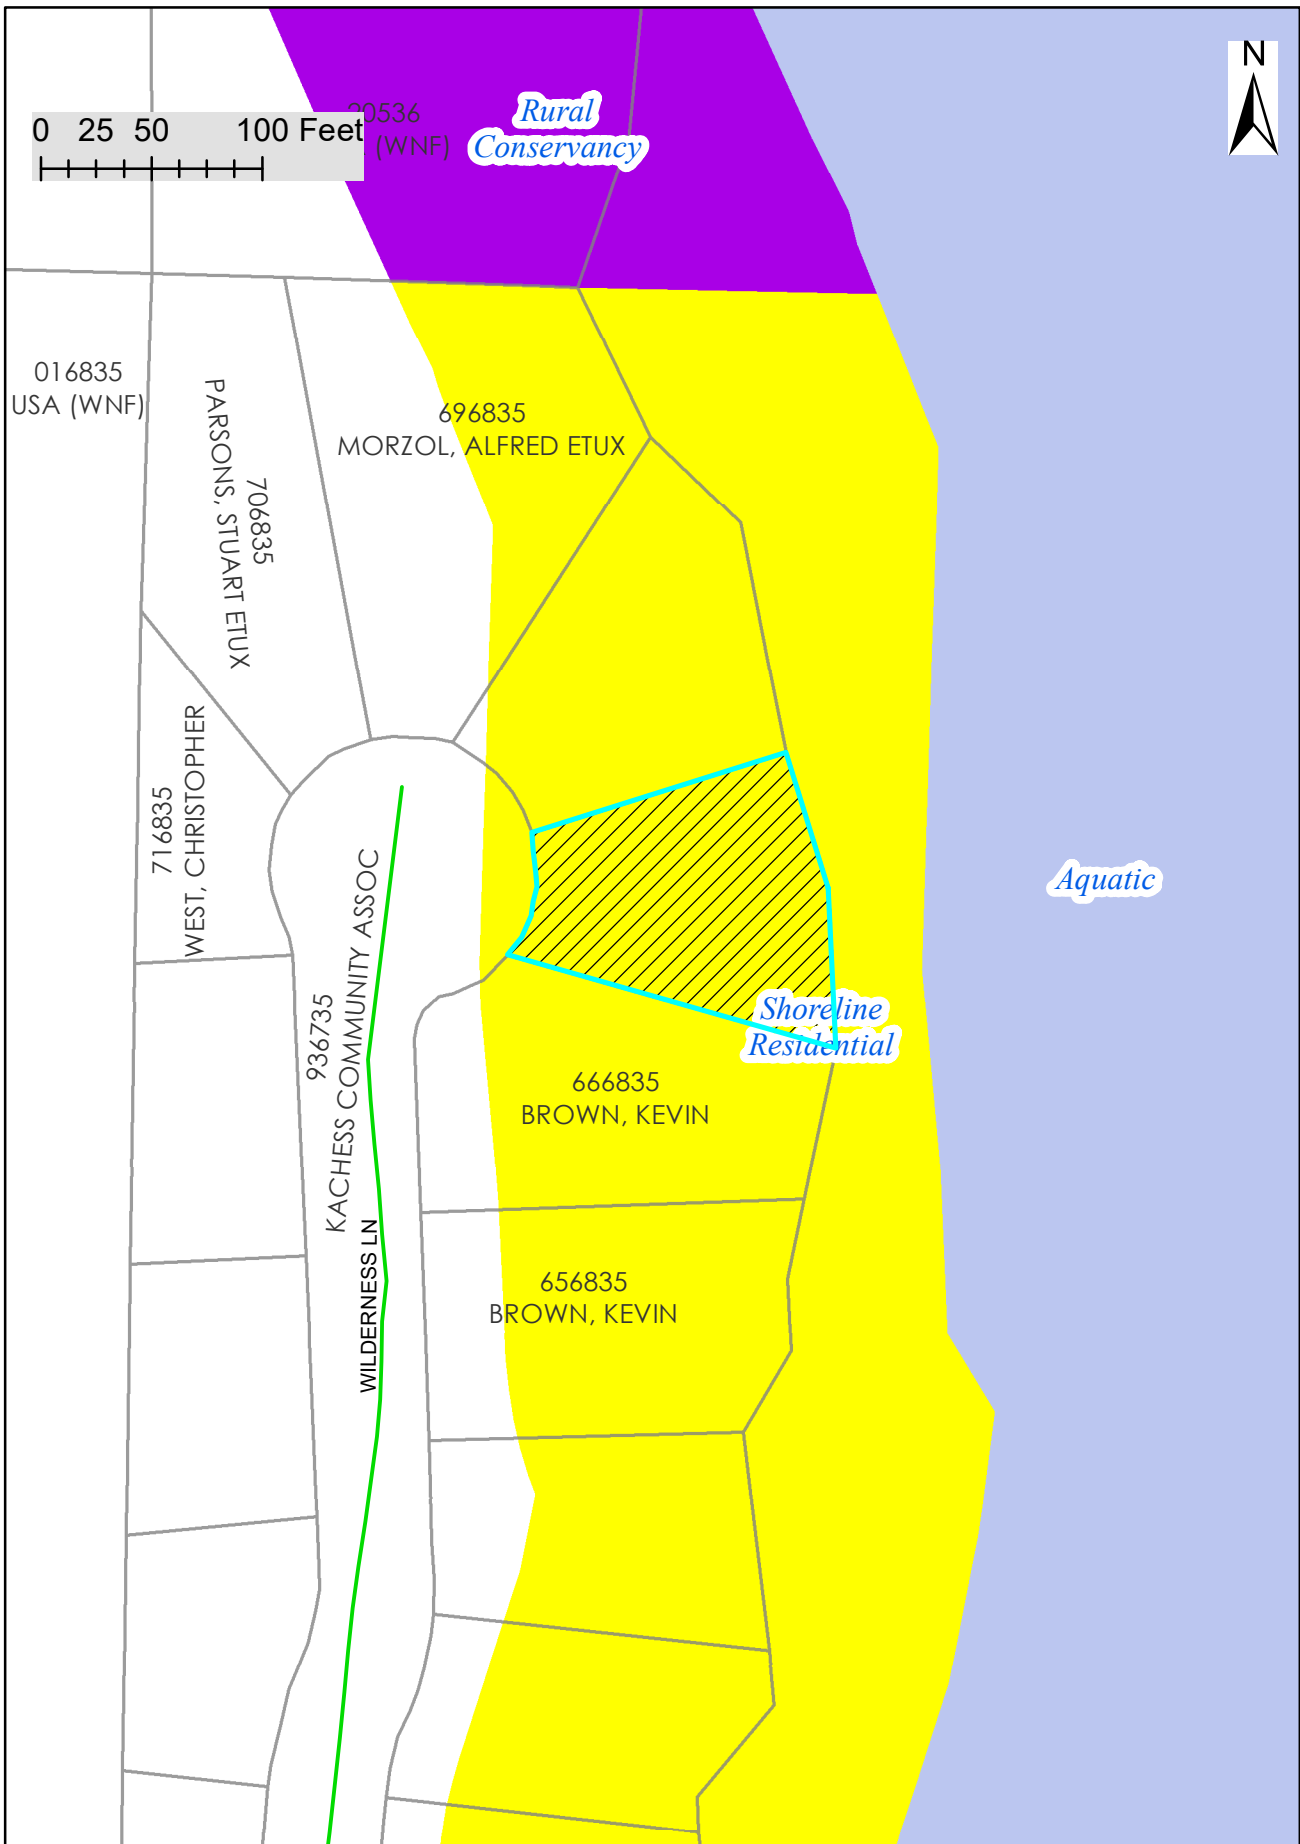 N
0 25 50 100 Feet
0536
(WNF)
Rural
Conservancy
016835
USA (WNF)
706835
PARSONS, STUART ETUX
696835
MORZOL, ALFRED ETUX
716835
WEST, CHRISTOPHER
936735
KACHESS COMMUNITY ASSOC
Aquatic
Shoreline
Residential
666835
BROWN, KEVIN
WILDERNESS LN
656835
BROWN, KEVIN